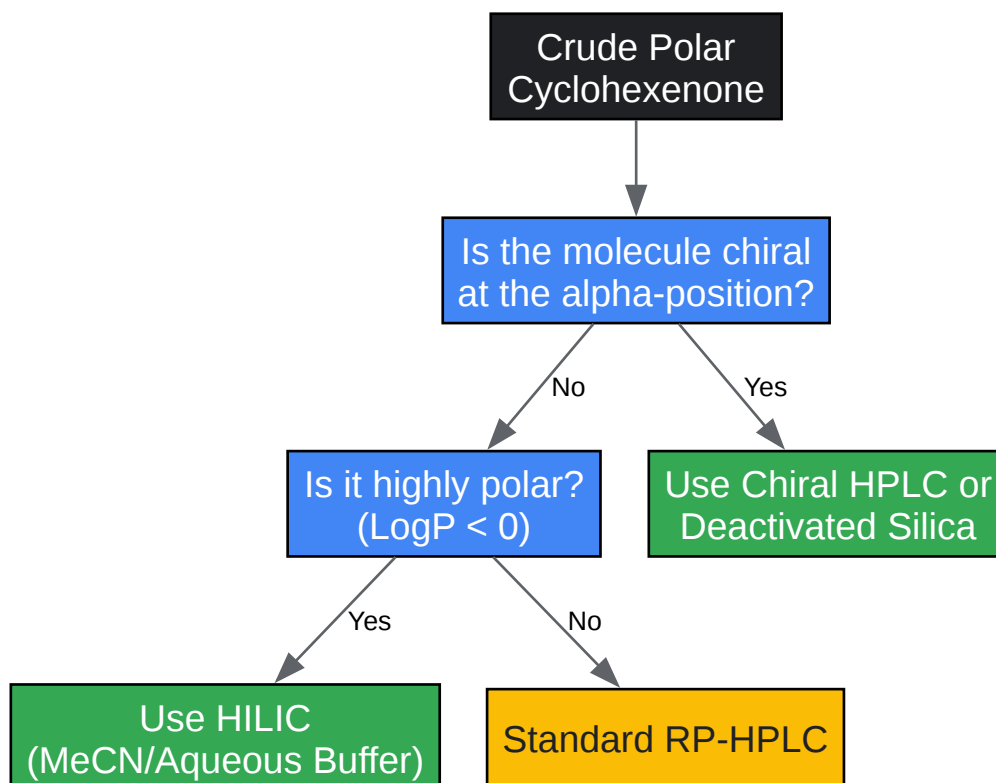 Crude Polar
Cyclohexenone
Is the molecule chiral
at the alpha-position?
No
Yes
Is it highly polar?
(LogP < 0)
Use Chiral HPLC or
Deactivated Silica
Yes
No
Use HILIC
(MeCN/Aqueous Buffer)
Standard RP-HPLC